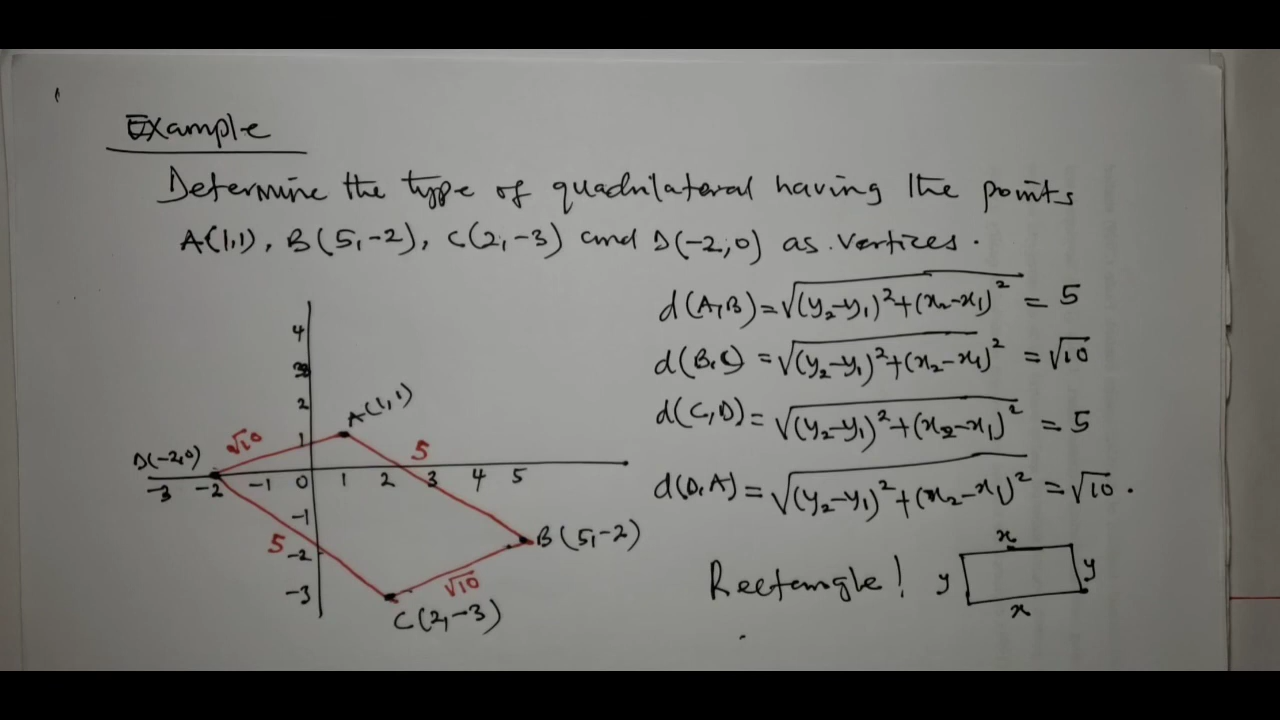 Example
Determine the type of quadrilateral having the points
A(1,1), B(5,-2), C(2,-3) and D(-2,0) as vertices.
d(A,B)=√(y₂-y₁)²+(x₂-x₁)² = 5
d(B,C) = √(y₂-y₁)²+(x₂-x₁)² = √10
d(C,D)= √(y₂-y₁)²+(x₂-x₁)² = 5
d(D,A)= √(y₂-y₁)²+(x₂-x₁)² = √10.
4
3
2
A(1,1)
1
√10
5
D(-2,0)
-3 -2 -1 0 1 2 3 4 5
-1
5
-2
B(5,-2)
√10
-3
C(2,-3)
Rectangle!
x
y
y
x